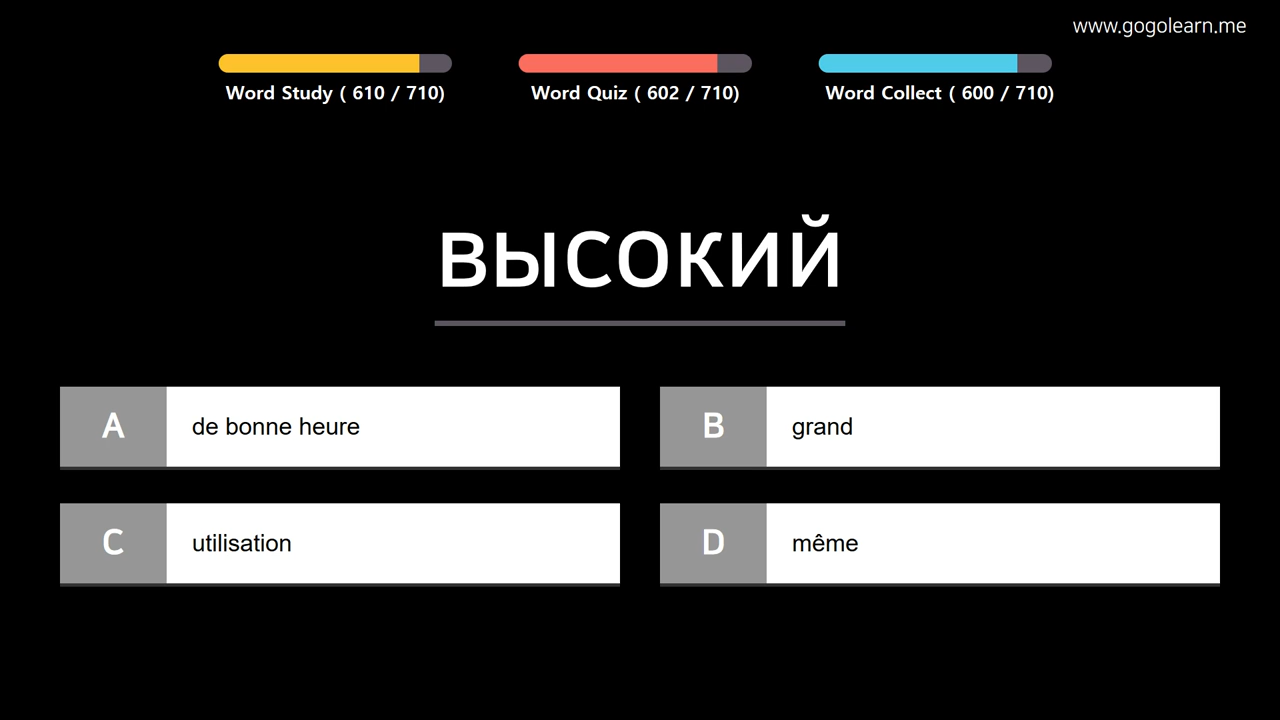 www.gogolearn.me
Word Study ( 610 / 710)
Word Quiz ( 602 / 710)
Word Collect ( 600 / 710)
высокий
A de bonne heure
B grand
C utilisation
D même